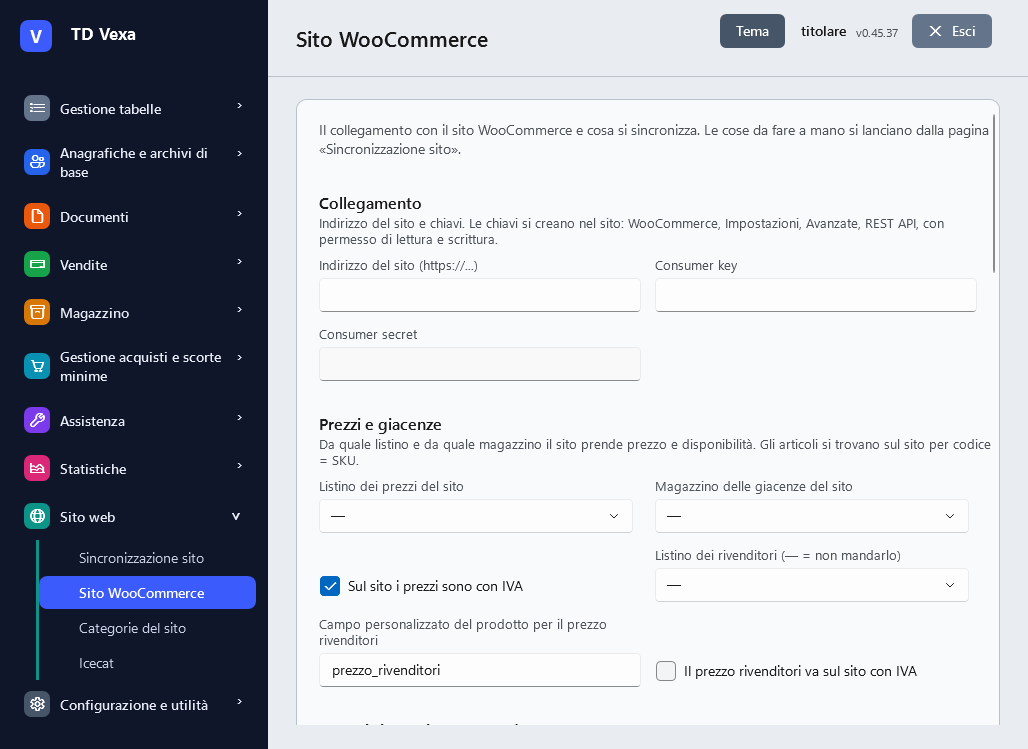 V TD Vexa
Gestione tabelle
Anagrafiche e archivi di
base
Documenti
Vendite
Magazzino
Gestione acquisti e scorte
minime
Assistenza
Statistiche
Sito web
Sincronizzazione sito
Sito WooCommerce
Categorie del sito
Icecat
Configurazione e utilità
Sito WooCommerce
Tema titolare v0.45.37 Esci
Il collegamento con il sito WooCommerce e cosa si sincronizza. Le cose da fare a mano si lanciano dalla pagina
«Sincronizzazione sito».
Collegamento
Indirizzo del sito e chiavi. Le chiavi si creano nel sito: WooCommerce, Impostazioni, Avanzate, REST API, con
permesso di lettura e scrittura.
Indirizzo del sito (https://...) Consumer key
Consumer secret
Prezzi e giacenze
Da quale listino e da quale magazzino il sito prende prezzo e disponibilità. Gli articoli si trovano sul sito per codice
= SKU.
Listino dei prezzi del sito Magazzino delle giacenze del sito
— —
Listino dei rivenditori (— = non mandarlo)
Sul sito i prezzi sono con IVA —
Campo personalizzato del prodotto per il prezzo
rivenditori
prezzo_rivenditori Il prezzo rivenditori va sul sito con IVA